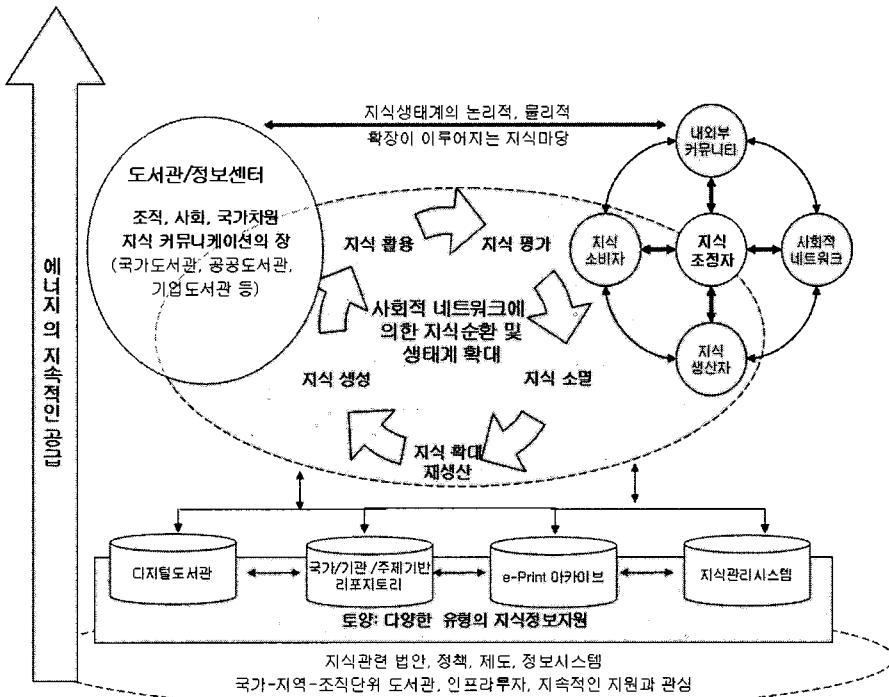 에너지의 지속적인 공급
지식생태계의 논리적, 물리적
확장이 이루어지는 지식마당
도서관/정보센터
조직, 사회, 국가차원
지식 커뮤니케이션의 장
(국가도서관, 공공도서관,
기업도서관 등)
내외부
커뮤니티
지식
소비자
지식
조정자
사회적
네트워크
지식
생산자
지식 활용
지식 평가
사회적 네트워크에
의한 지식순환 및
생태계 확대
지식 생성
지식 소멸
지식 확대
재생산
디지털도서관
국가/기관/주제기반
리포지토리
e-Print 아카이브
지식관리시스템
토양: 다양한 유형의 지식정보자원
지식관련 법안, 정책, 제도, 정보시스템
국가-지역-조직단위 도서관, 인프라투자, 지속적인 지원과 관심